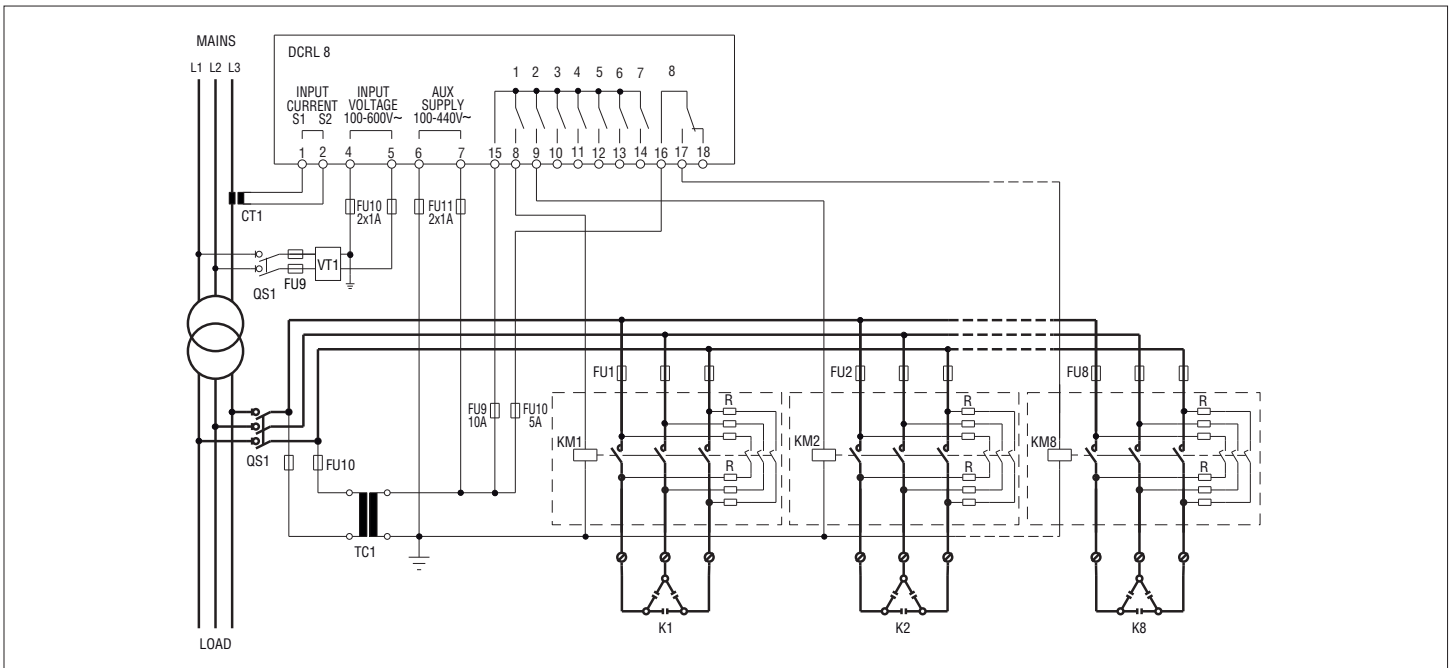 MAINS
L1 L2 L3
DCRL 8
INPUT
CURRENT
S1 S2
INPUT
VOLTAGE
100-600V~
AUX
SUPPLY
100-440V~
1 2 3 4 5 6 7 8
1 2 4 5 6 7 15 8 9 10 11 12 13 14 16 17 18
CT1
FU10
2x1A
FU11
2x1A
VT1
FU9
QS1
FU1
FU2
FU8
FU9
10A
FU10
5A
R
R
R
KM1
KM2
KM8
R
R
R
QS1
FU10
TC1
K1
K2
K8
LOAD